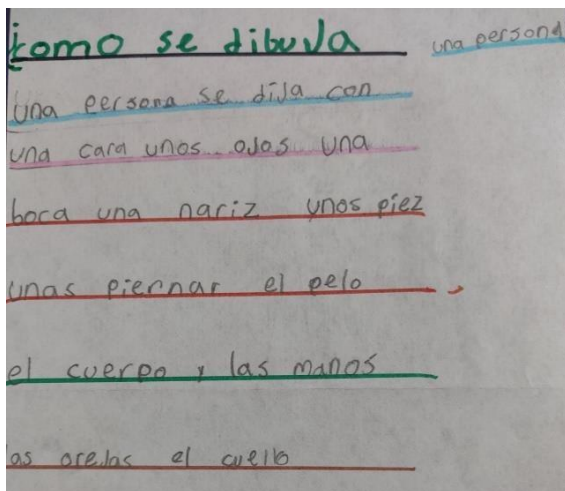 como se dibuJa una persona
una persona se diJa con
una cara unos oJos una
boca una nariz unos piez
unas piernar el pelo
el cuerpo y las manos
as oreJas el cuello